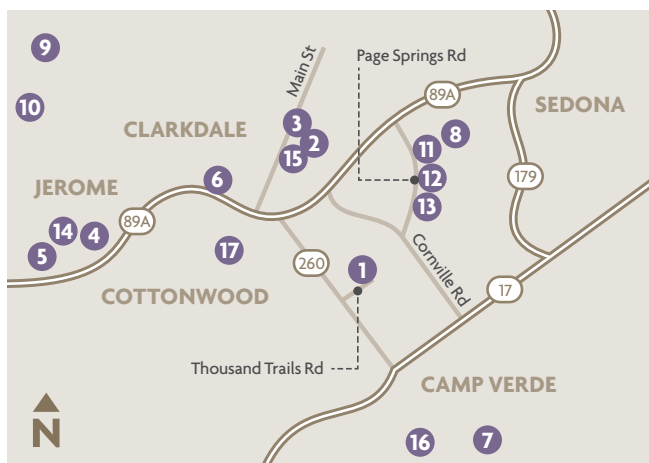 9
Main St
Page Springs Rd
10
89A
SEDONA
CLARKDALE
3
2
15
8
11
12
13
179
JEROME
6
89A
14
4
5
17
COTTONWOOD
260
1
Cornville Rd
17
Thousand Trails Rd
CAMP VERDE
N
16
7